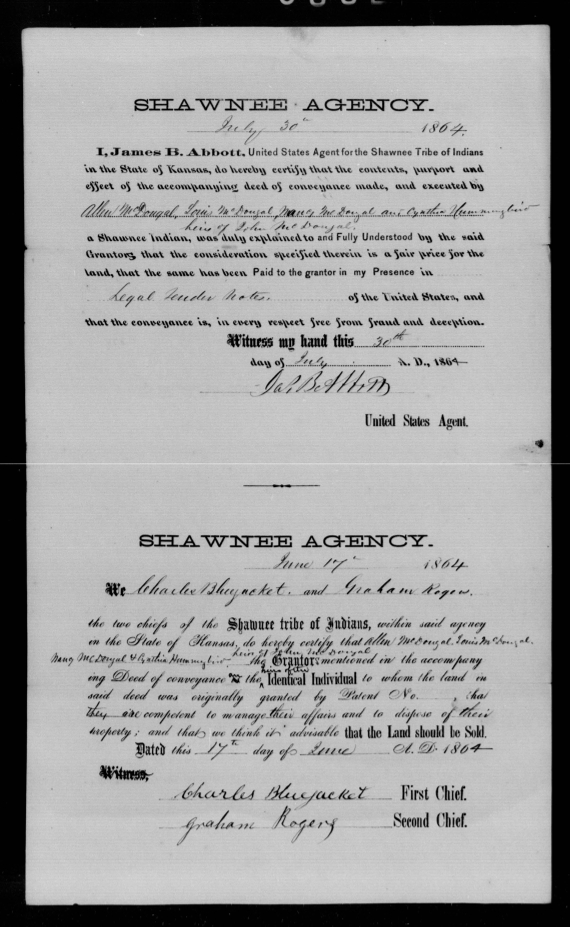 SHAWNEE AGENCY.
July 30th 1864.
I, James B. Abbott, United States Agent for the Shawnee Tribe of Indians
in the State of Kansas, do hereby certify that the contents, purport and
effect of the accompanying deed of conveyance made, and executed by
Allen McDougal, Louis McDougal, Nancy McDougal and Cynthia Hummingbird
heirs of John McDougal,
a Shawnee Indian, was duly explained to and Fully Understood by the said
Grantors, that the consideration specified therein is a fair price for the
land, that the same has been Paid to the grantor in my Presence in
Legal Tender Notes. of the United States, and
that the conveyance is, in every respect free from fraud and deception.
Witness my hand this 30th
day of July A. D., 1864
Jas B Abbott
United States Agent.
SHAWNEE AGENCY.
June 17th 1864
We Charles Bluejacket. and Graham Rogers.
the two chiefs of the Shawnee tribe of Indians, within said agency
in the State of Kansas, do hereby certify that Allen McDougal Louis McDougal.
heirs of John McDougal
Nancy McDougal & Cynthia Hummingbird the Grantors mentioned in the accompany
heirs of the
ing Deed of conveyance the Identical Individual to whom the land in
said deed was originally granted by Patent No. that
they are competent to manage their affairs and to dispose of their
property; and that we think it advisable that the Land should be Sold.
Dated this 17th day of June A. D. 1864
Witness,
Charles Bluejacket First Chief.
Graham Rogers Second Chief.